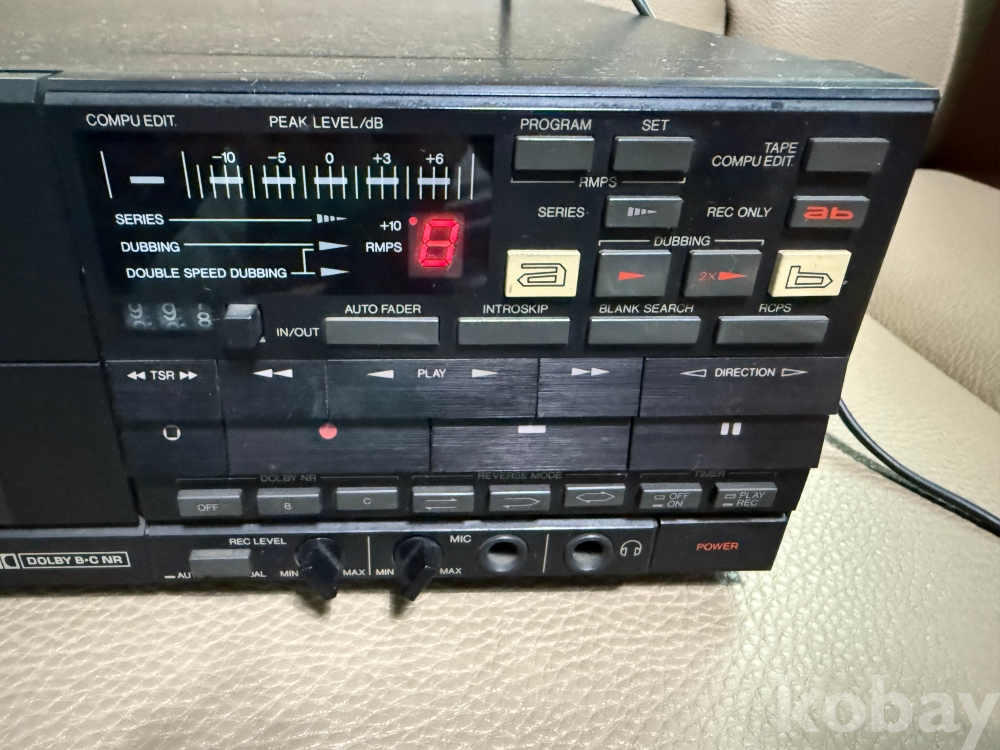 COMPU EDIT. PEAK LEVEL/dB PROGRAM SET
-10 -5 0 +3 +6
TAPE
COMPU EDIT.
RMPS
SERIES
SERIES REC ONLY ab
+10
DUBBING RMPS
DUBBING
DOUBLE SPEED DUBBING
a 2X b
IN/OUT AUTO FADER INTROSKIP BLANK SEARCH RCPS
TSR PLAY DIRECTION
DOLBY NR REVERSE MODE TIMER
OFF B C OFF
ON
PLAY
REC
DOLBY B·C NR
REC LEVEL MIC POWER
MIN MAX MIN MAX
kobay